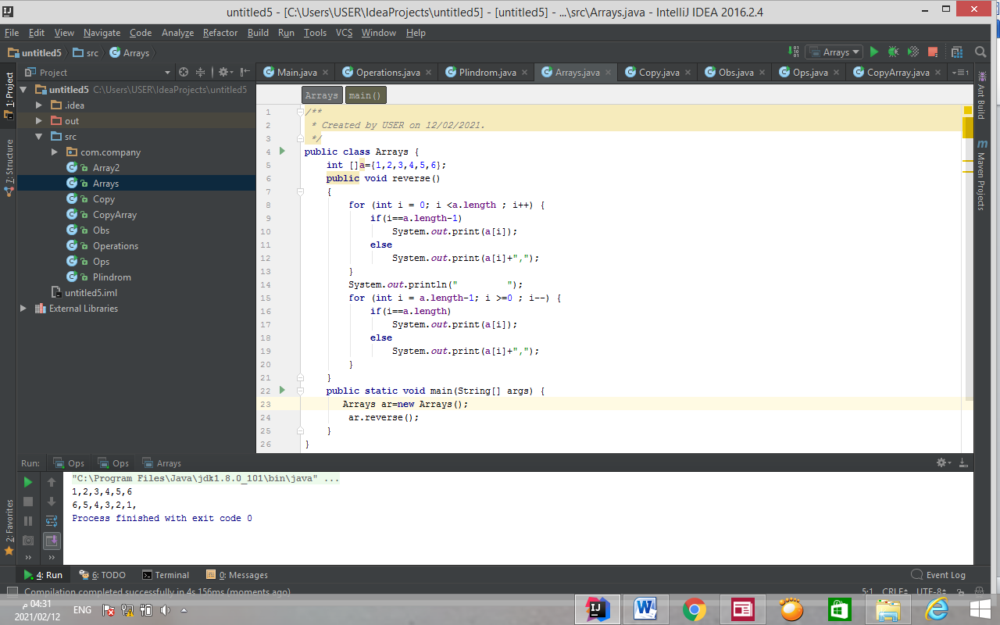 untitled5 - [C:\Users\USER\IdeaProjects\untitled5] - [untitled5] - ...\src\Arrays.java - IntelliJ IDEA 2016.2.4
File Edit View Navigate Code Analyze Refactor Build Run Tools VCS Window Help
untitled5 src Arrays
Arrays
1: Project
Z: Structure
2: Favorites
Project
Main.java Operations.java Plindrom.java Arrays.java Copy.java Obs.java Ops.java CopyArray.java
Ant Build
Maven Projects
untitled5 C:\Users\USER\IdeaProjects\untitled5
.idea
out
src
com.company
Array2
Arrays
Copy
CopyArray
Obs
Operations
Ops
Plindrom
untitled5.iml
External Libraries
Arrays main()
1 /**
2 * Created by USER on 12/02/2021.
3 */
4 public class Arrays {
5 int []a={1,2,3,4,5,6};
6 public void reverse()
7 {
8 for (int i = 0; i <a.length ; i++) {
9 if(i==a.length-1)
10 System.out.print(a[i]);
11 else
12 System.out.print(a[i]+",");
13 }
14 System.out.println("         ");
15 for (int i = a.length-1; i >=0 ; i--) {
16 if(i==a.length)
17 System.out.print(a[i]);
18 else
19 System.out.print(a[i]+",");
20 }
21 }
22 public static void main(String[] args) {
23 Arrays ar=new Arrays();
24 ar.reverse();
25 }
26 }
Run: Ops Ops Arrays
"C:\Program Files\Java\jdk1.8.0_101\bin\java" ...
1,2,3,4,5,6
6,5,4,3,2,1,
Process finished with exit code 0
4: Run 6: TODO Terminal 0: Messages Event Log
Compilation completed successfully in 4s 156ms (moments ago) 5:1 CRLF UTF-8
04:31 م
2021/02/12
ENG